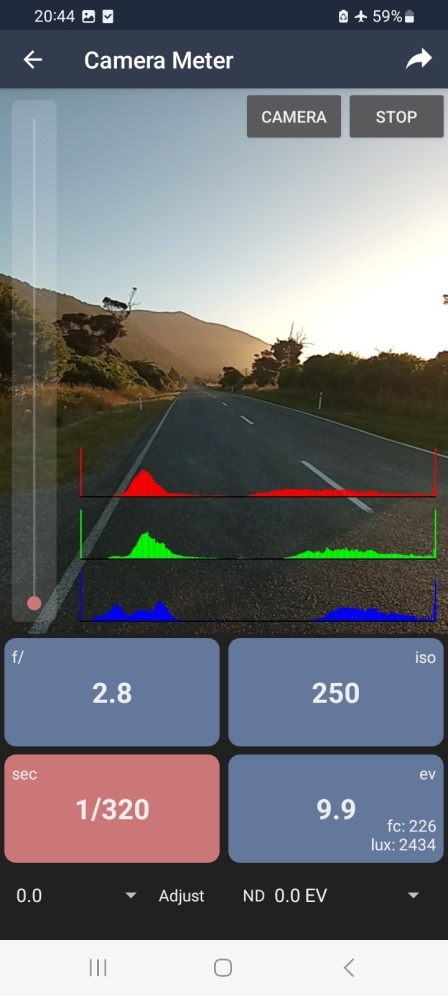 20:44 59%
Camera Meter
CAMERA STOP
f/ iso
2.8 250
sec ev
1/320 9.9
fc: 226
lux: 2434
0.0 Adjust ND 0.0 EV